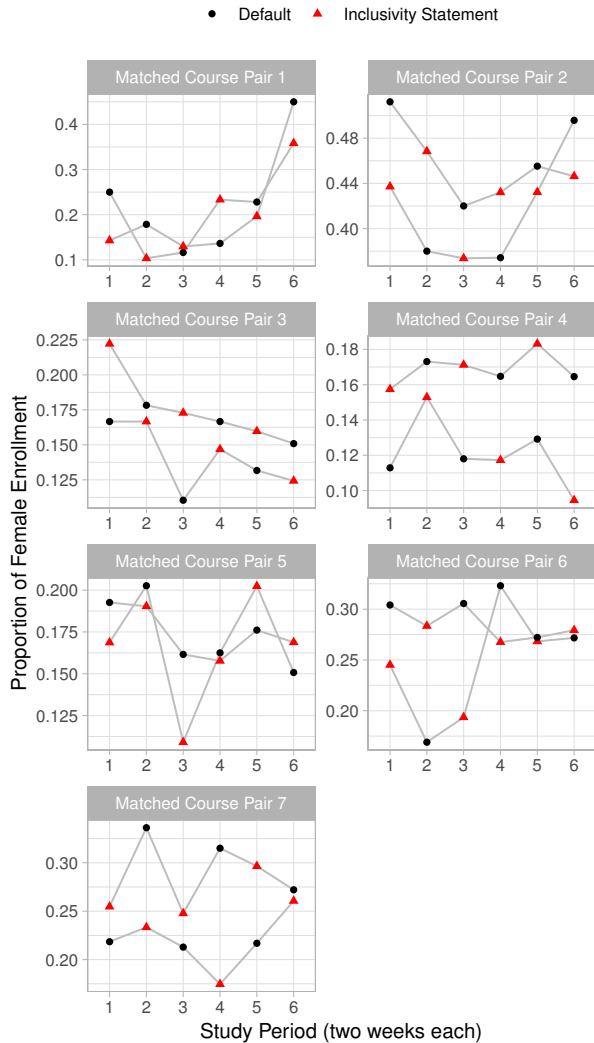 Default Inclusivity Statement
Proportion of Female Enrollment
Matched Course Pair 1
0.4
0.3
0.2
0.1
1 2 3 4 5 6
Matched Course Pair 2
0.48
0.44
0.40
1 2 3 4 5 6
Matched Course Pair 3
0.225
0.200
0.175
0.150
0.125
1 2 3 4 5 6
Matched Course Pair 4
0.18
0.16
0.14
0.12
0.10
1 2 3 4 5 6
Matched Course Pair 5
0.200
0.175
0.150
0.125
1 2 3 4 5 6
Matched Course Pair 6
0.30
0.25
0.20
1 2 3 4 5 6
Matched Course Pair 7
0.30
0.25
0.20
1 2 3 4 5 6
Study Period (two weeks each)